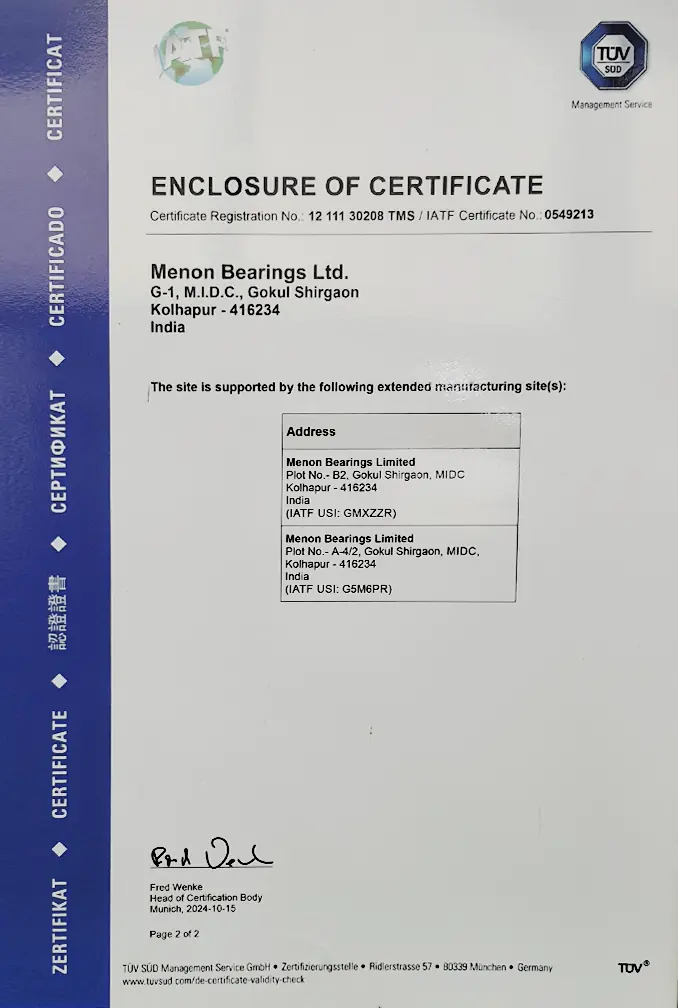 IATF
TÜV
SÜD
Management Service
ENCLOSURE OF CERTIFICATE
Certificate Registration No.: 12 111 30208 TMS / IATF Certificate No.: 0549213
Menon Bearings Ltd.
G-1, M.I.D.C., Gokul Shirgaon
Kolhapur - 416234
India
The site is supported by the following extended manufacturing site(s):
Address
Menon Bearings Limited
Plot No.- B2, Gokul Shirgaon, MIDC
Kolhapur - 416234
India
(IATF USI: GMXZZR)
Menon Bearings Limited
Plot No.- A-4/2, Gokul Shirgaon, MIDC,
Kolhapur - 416234
India
(IATF USI: G5M6PR)
Fred Wenke
Fred Wenke
Head of Certification Body
Munich, 2024-10-15
Page 2 of 2
TÜV SÜD Management Service GmbH • Zertifizierungsstelle • Ridlerstrasse 57 • 80339 München • Germany
www.tuvsud.com/de-certificate-validity-check
TÜV®
ZERTIFIKAT ◆ CERTIFICATE ◆ 認證證書 ◆ СЕРТИФИКАТ ◆ CERTIFICADO ◆ CERTIFICAT